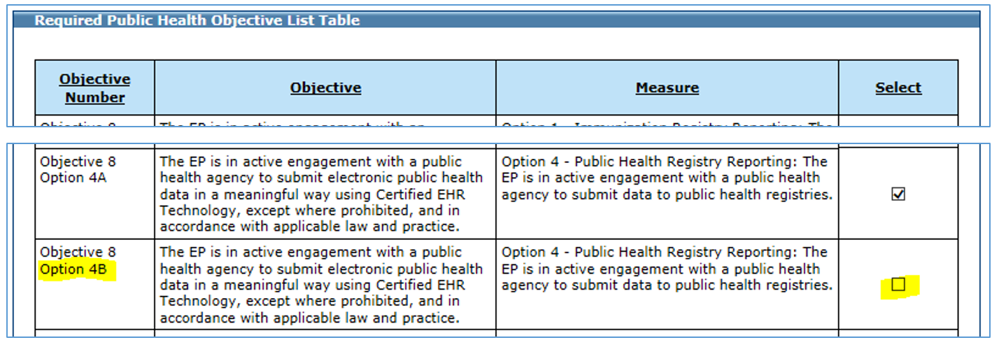 Required Public Health Objective List Table
Objective
Number
Objective
Measure
Select
Objective 8
The EP is in active engagement with an
Option 1 - Immunization Registry Reporting: The
Objective 8
Option 4A
The EP is in active engagement with a public
health agency to submit electronic public health
data in a meaningful way using Certified EHR
Technology, except where prohibited, and in
accordance with applicable law and practice.
Option 4 - Public Health Registry Reporting: The
EP is in active engagement with a public health
agency to submit data to public health registries.
Objective 8
Option 4B
The EP is in active engagement with a public
health agency to submit electronic public health
data in a meaningful way using Certified EHR
Technology, except where prohibited, and in
accordance with applicable law and practice.
Option 4 - Public Health Registry Reporting: The
EP is in active engagement with a public health
agency to submit data to public health registries.